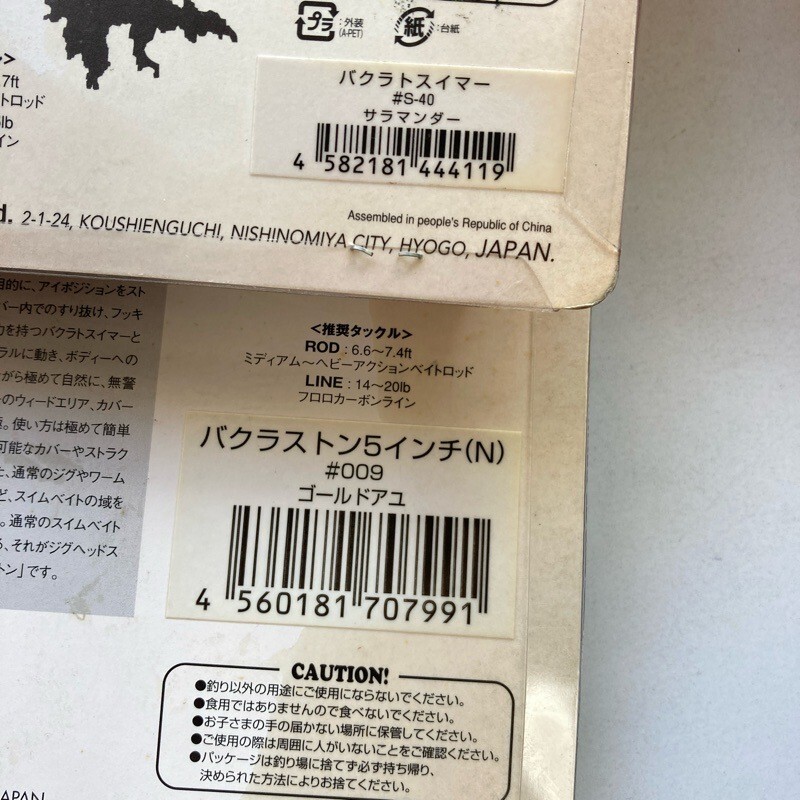 プラ
:外装
(A-PET)
紙
:台紙
7ft
トロッド
lb
イン
バクラトスイマー
#S-40
サラマンダー
4 582181 444119
Assembled in people's Republic of China
d. 2-1-24, KOUSHIENGUCHI, NISHINOMIYA CITY, HYOGO, JAPAN.
目的に、アイポジションをスト
バー内でのすり抜け、フッキ
力を持つバクラトスイマーと
ラルに動き、ボディーへの
がら極めて自然に、無警
のウィードエリア、カバー
。使い方は極めて簡単
可能なカバーやストラク
た、通常のジグやワーム
ど、スイムベイトの域を
。通常のスイムベイト
る、それがジグヘッドス
トン」です。
<推奨タックル>
ROD : 6.6〜7.4ft
ミディアム〜ヘビーアクションベイトロッド
LINE : 14〜20lb
フロロカーボンライン
バクラストン5インチ(N)
#009
ゴールドアユ
4 560181 707991
CAUTION!
●釣り以外の用途にご使用にならないでください。
●食用ではありませんので食べないでください。
●お子さまの手の届かない場所に保管してください。
●ご使用の際は周囲に人がいないことをご確認ください。
●パッケージは釣り場に捨てず必ず持ち帰り、
決められた方法によりお捨てください。
JAPAN.